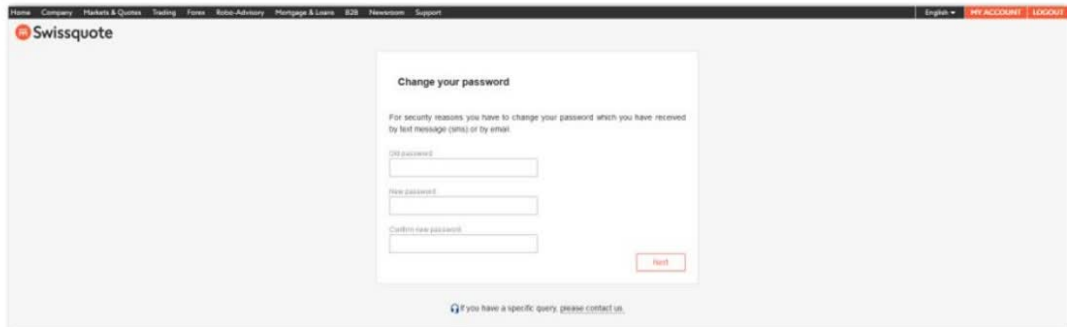 Home Company Markets & Quotes Trading Forex Robo-Advisory Mortgage & Loans B2B Newsroom Support English MY ACCOUNT LOGOUT
Swissquote
Change your password
For security reasons you have to change your password which you have received
by text message (sms) or by email.
Old password
New password
Confirm new password
Next
If you have a specific query, please contact us.